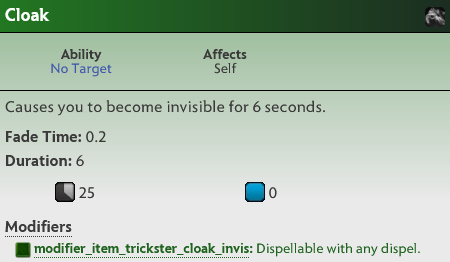 Cloak
Ability Affects
No Target Self
Causes you to become invisible for 6 seconds.
Fade Time: 0.2
Duration: 6
25 0
Modifiers
modifier_item_trickster_cloak_invis: Dispellable with any dispel.